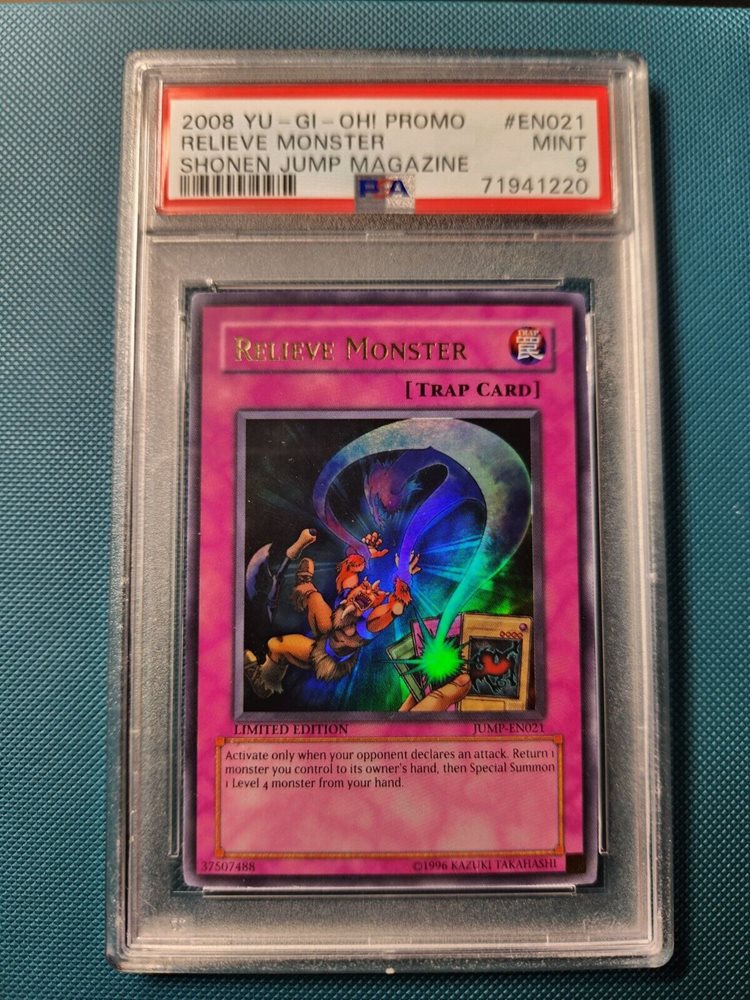 2008 YU-GI-OH! PROMO #EN021
RELIEVE MONSTER MINT
SHONEN JUMP MAGAZINE 9
PSA 71941220
RELIEVE MONSTER
TRAP
罠
[TRAP CARD]
LIMITED EDITION JUMP-EN021
Activate only when your opponent declares an attack. Return 1
monster you control to its owner's hand, then Special Summon
1 Level 4 monster from your hand.
37507488 ©1996 KAZUKI TAKAHASHI